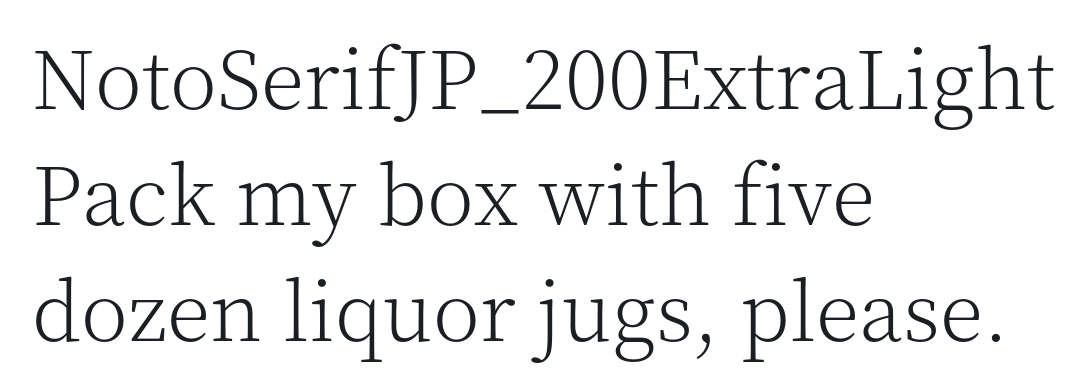 NotoSerifJP_200ExtraLight
Pack my box with five
dozen liquor jugs, please.